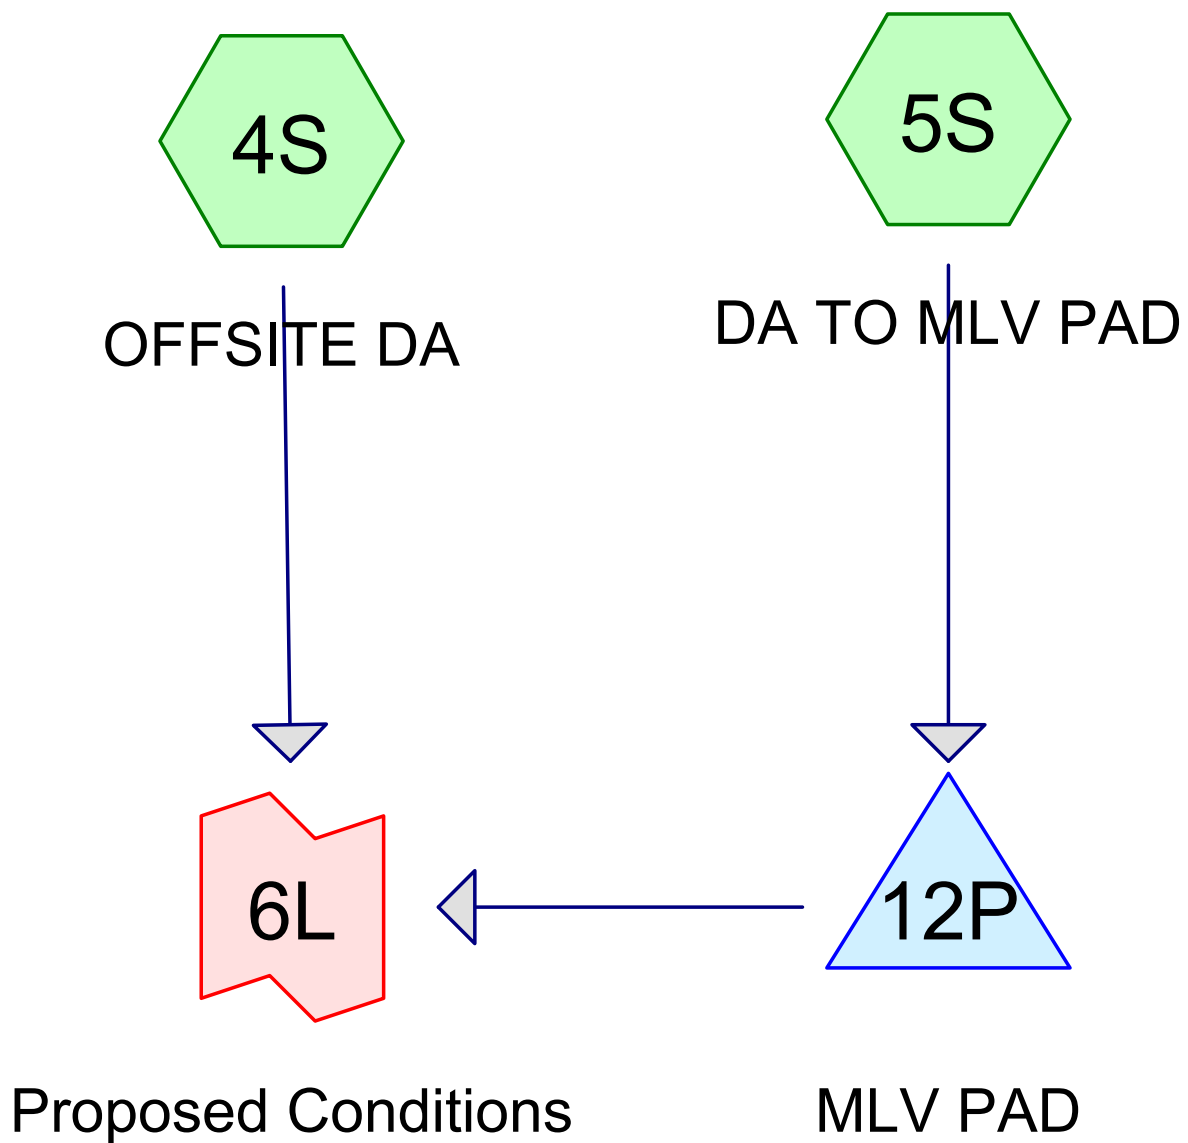 4S
5S
OFFSITE DA
DA TO MLV PAD
6L
12P
Proposed Conditions
MLV PAD